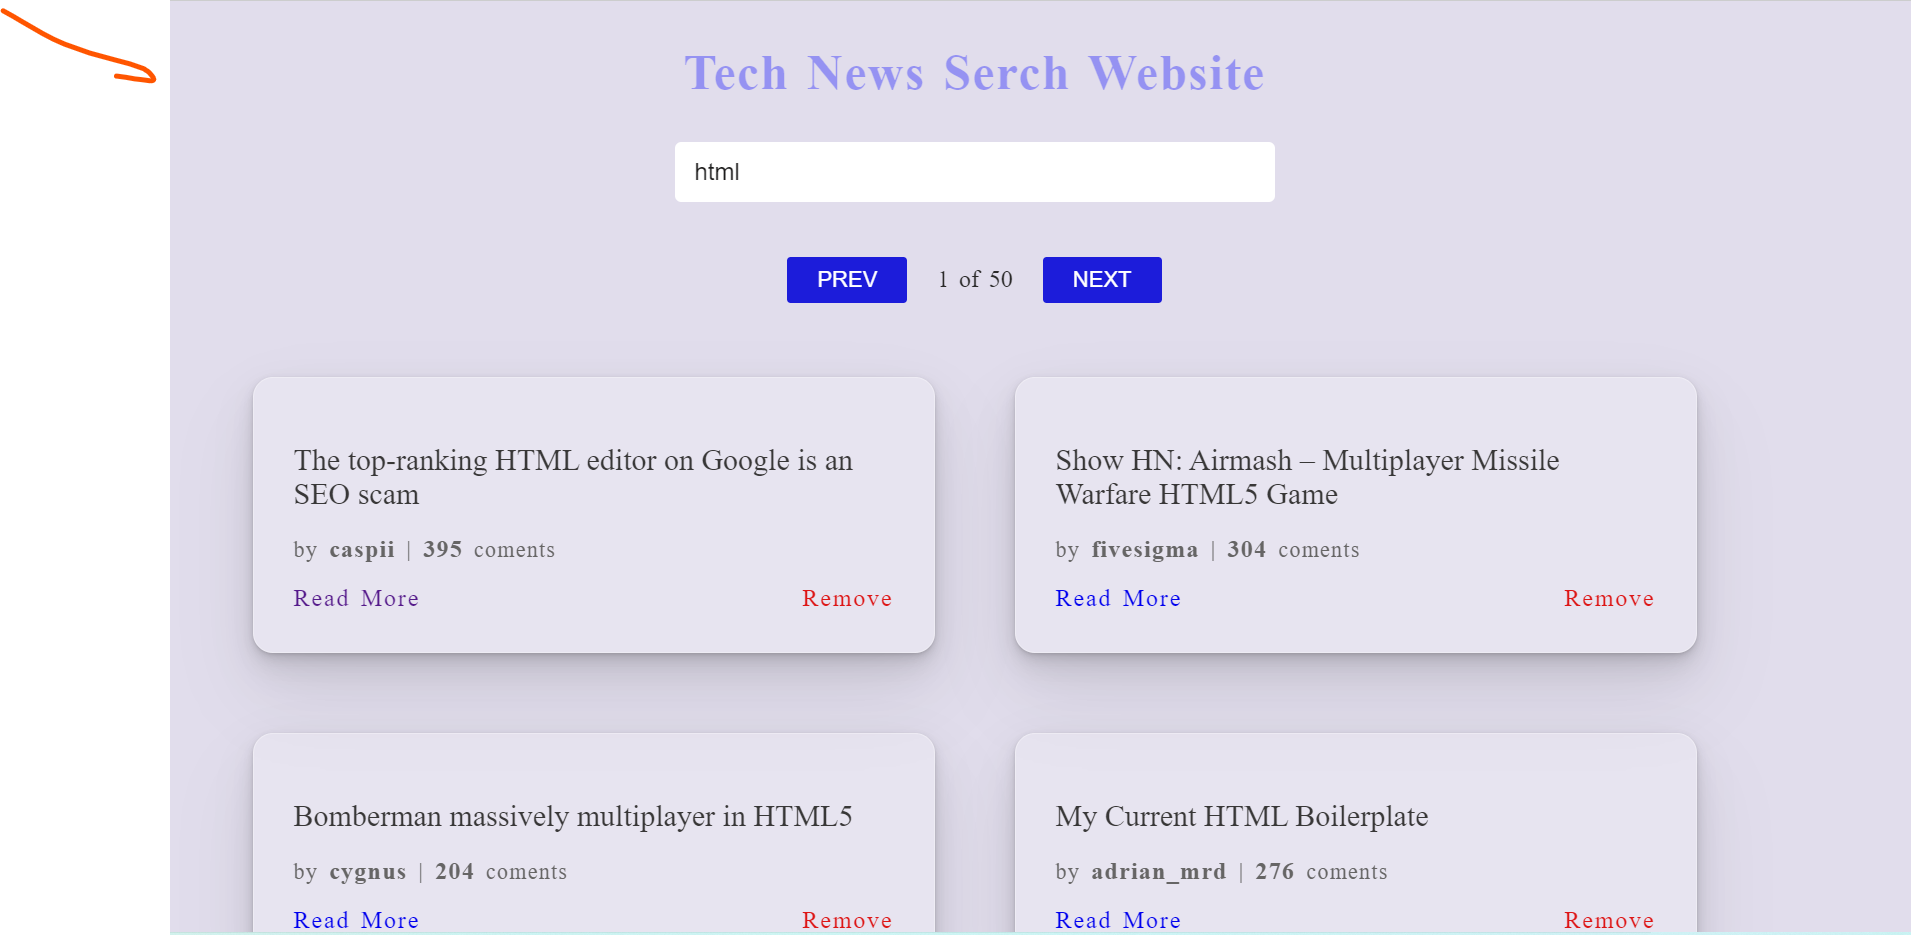 Tech News Serch Website
html
PREV 1 of 50 NEXT
The top-ranking HTML editor on Google is an
SEO scam
by caspii | 395 coments
Read More Remove
Show HN: Airmash – Multiplayer Missile
Warfare HTML5 Game
by fivesigma | 304 coments
Read More Remove
Bomberman massively multiplayer in HTML5
by cygnus | 204 coments
Read More Remove
My Current HTML Boilerplate
by adrian_mrd | 276 coments
Read More Remove